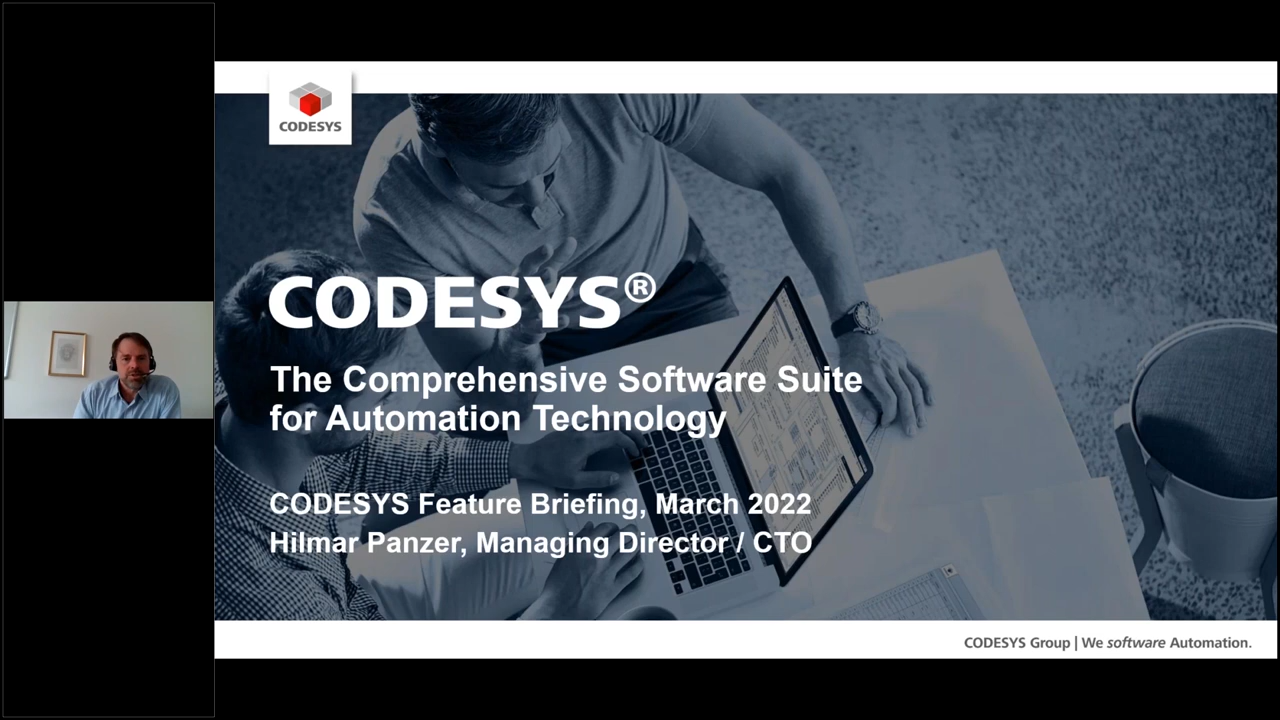 CODESYS
CODESYS®
The Comprehensive Software Suite
for Automation Technology
CODESYS Feature Briefing, March 2022
Hilmar Panzer, Managing Director / CTO
CODESYS Group | We software Automation.